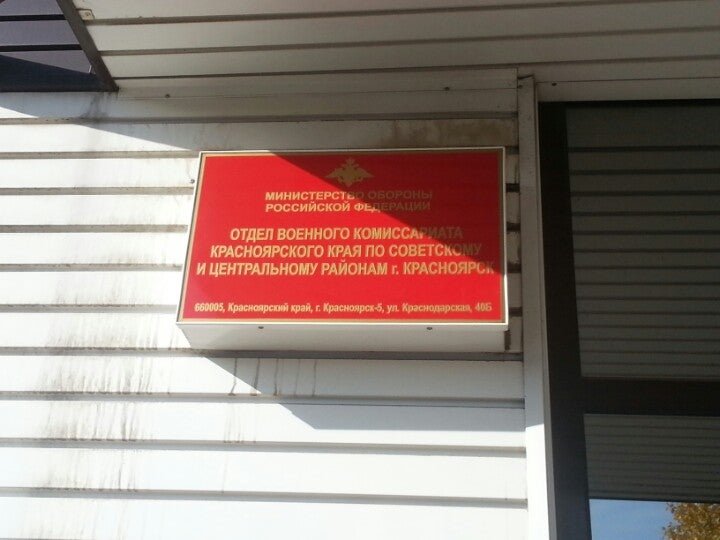 МИНИСТЕРСТВО ОБОРОНЫ
РОССИЙСКОЙ ФЕДЕРАЦИИ
ОТДЕЛ ВОЕННОГО КОМИССАРИАТА
КРАСНОЯРСКОГО КРАЯ ПО СОВЕТСКОМУ
И ЦЕНТРАЛЬНОМУ РАЙОНАМ г. КРАСНОЯРСК
660005, Красноярский край, г. Красноярск-5, ул. Краснодарская, 40Б